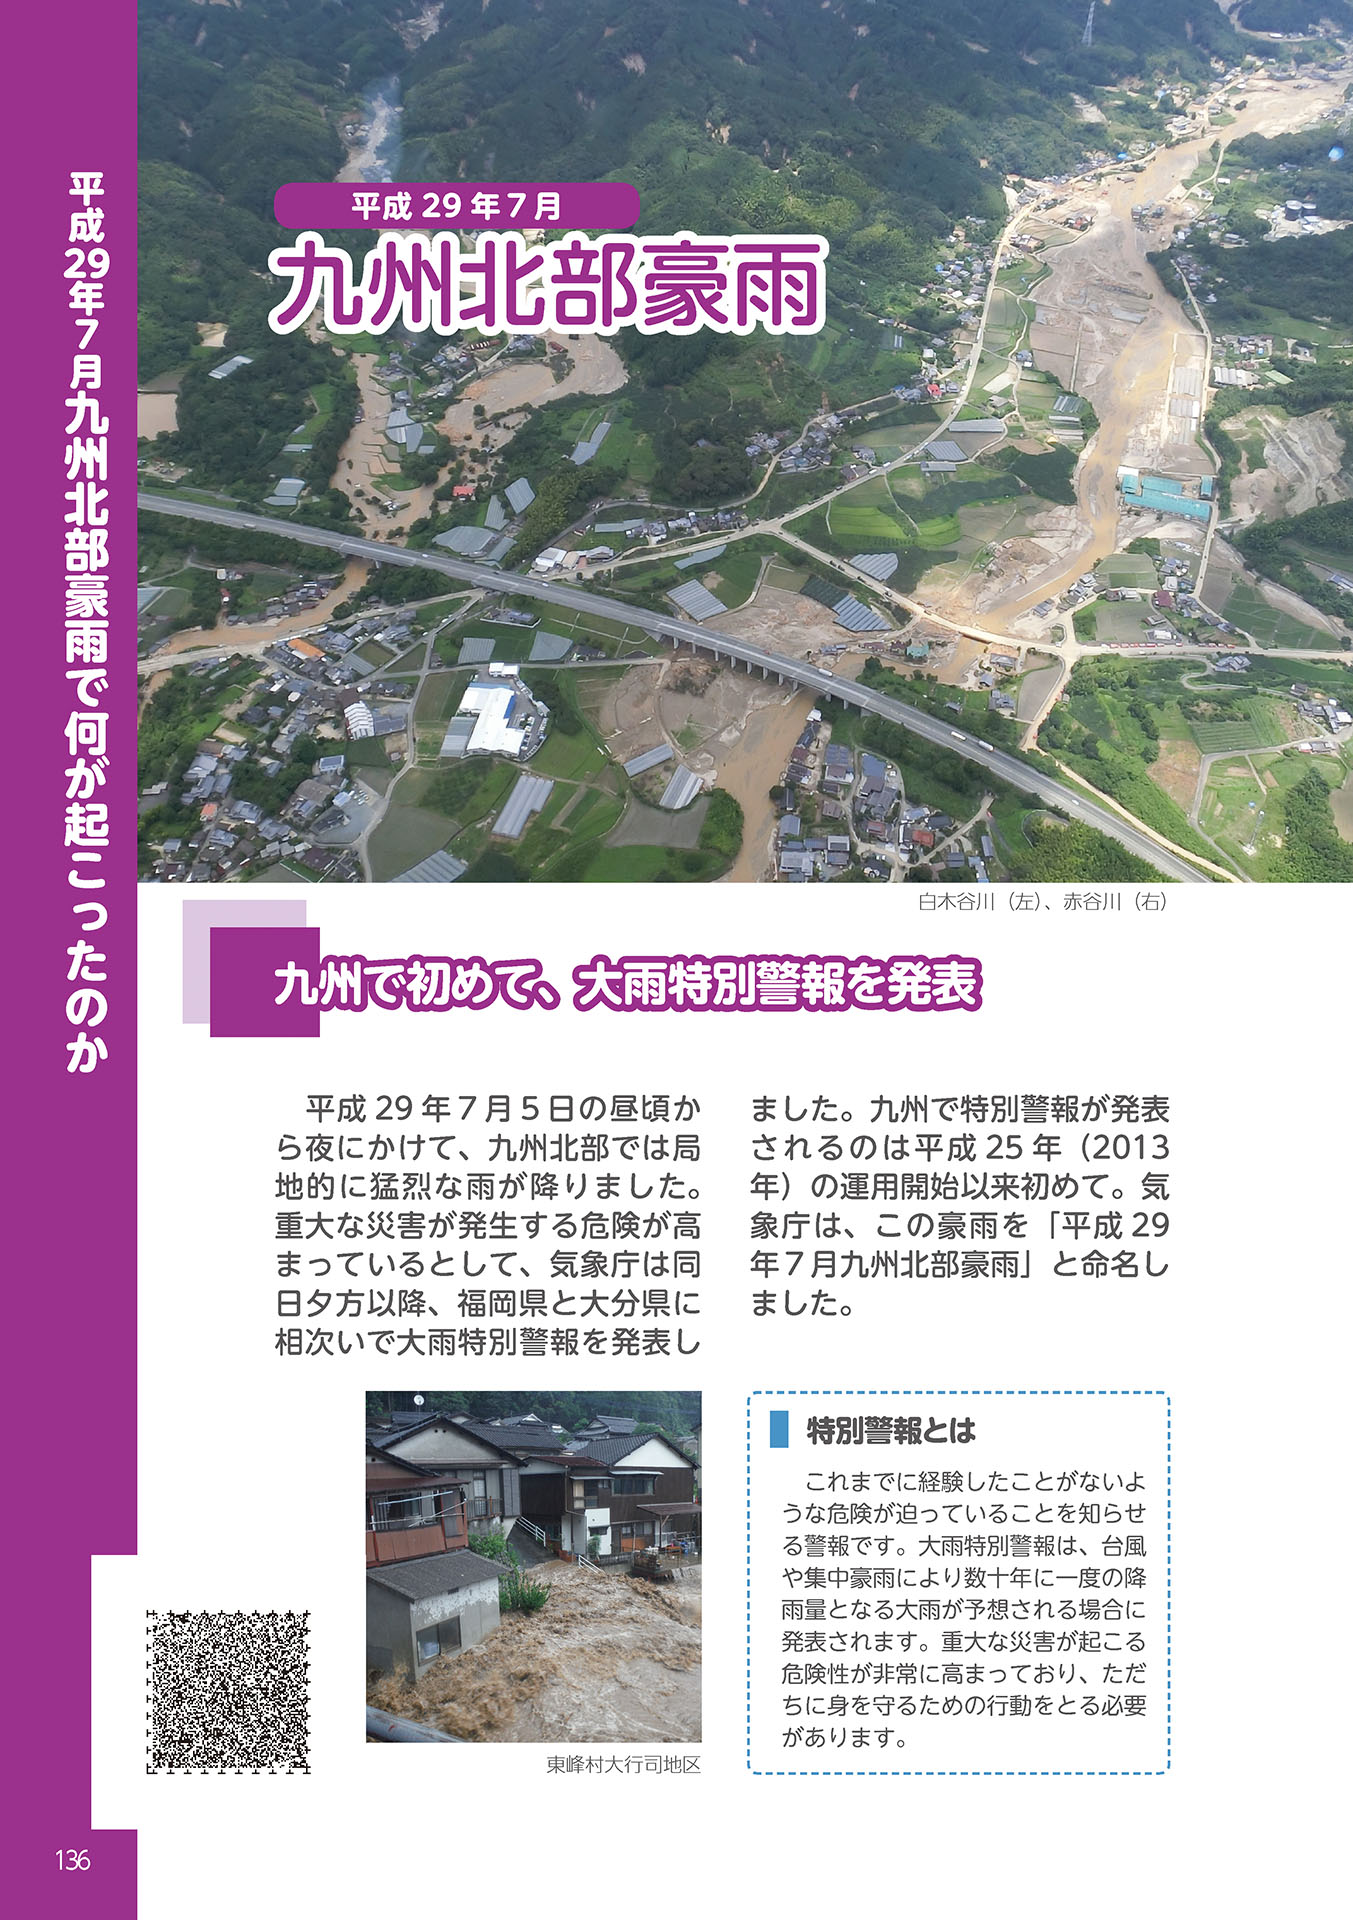 平成29年7月九州北部豪雨で何が起こったのか
平成 29 年 7 月
九州北部豪雨
白木谷川（左）、赤谷川（右）
九州で初めて、大雨特別警報を発表
平成 29 年 7 月 5 日の昼頃か
ら夜にかけて、九州北部では局
地的に猛烈な雨が降りました。
重大な災害が発生する危険が高
まっているとして、気象庁は同
日夕方以降、福岡県と大分県に
相次いで大雨特別警報を発表し
ました。九州で特別警報が発表
されるのは平成 25 年（2013
年）の運用開始以来初めて。気
象庁は、この豪雨を「平成 29
年 7 月九州北部豪雨」と命名し
ました。
東峰村大行司地区
特別警報とは
これまでに経験したことがないよ
うな危険が迫っていることを知らせ
る警報です。大雨特別警報は、台風
や集中豪雨により数十年に一度の降
雨量となる大雨が予想される場合に
発表されます。重大な災害が起こる
危険性が非常に高まっており、ただ
ちに身を守るための行動をとる必要
があります。
136